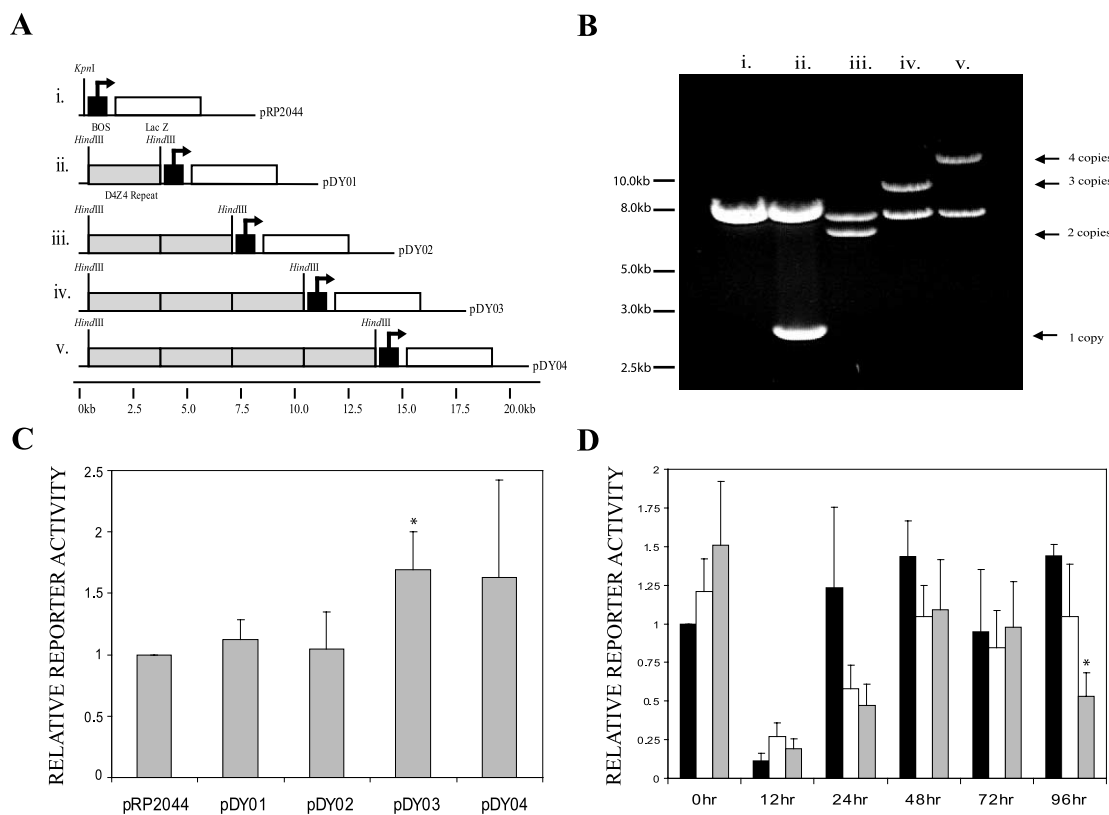 A
KpnI
i.
pRP2044
BOS
Lac Z
HindIII
HindIII
ii.
pDY01
D4Z4 Repeat
HindIII
HindIII
iii.
pDY02
HindIII
HindIII
iv.
pDY03
HindIII
HindIII
v.
pDY04
0kb 2.5 5.0 7.5 10.0 12.5 15.0 17.5 20.0kb
B
i. ii. iii. iv. v.
10.0kb
8.0kb
5.0kb
3.0kb
2.5kb
4 copies
3 copies
2 copies
1 copy
C
RELATIVE REPORTER ACTIVITY
2.5
2
1.5
1
0.5
0
*
pRP2044 pDY01 pDY02 pDY03 pDY04
D
RELATIVE REPORTER ACTIVITY
2
1.75
1.5
1.25
1
0.75
0.5
0.25
0
*
0hr 12hr 24hr 48hr 72hr 96hr